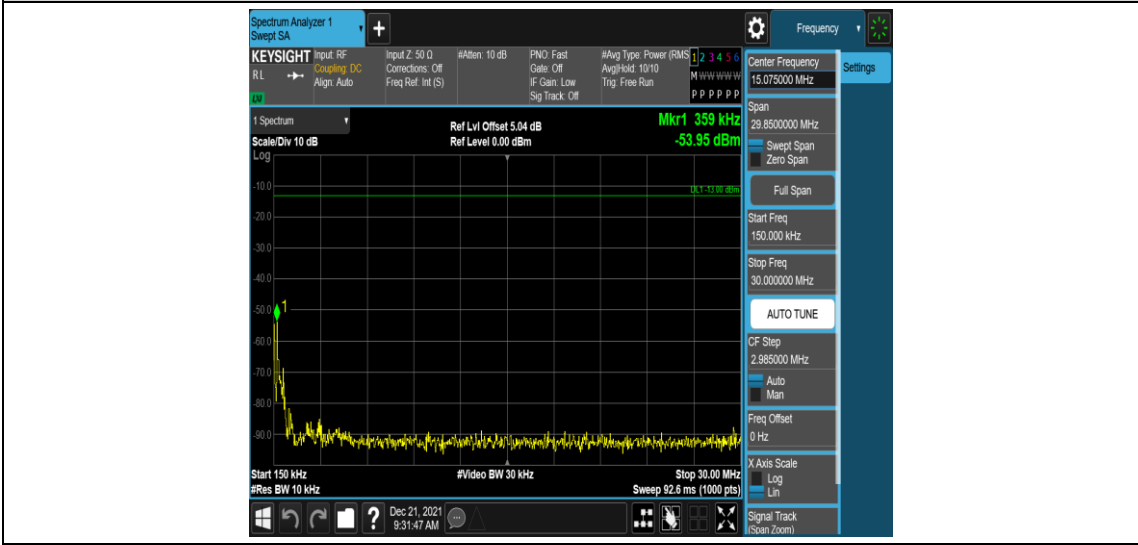 Spectrum Analyzer 1
Swept SA
+
Frequency
KEYSIGHT
RL
LXI
Input: RF
Coupling: DC
Align: Auto
Input Z: 50 Ω
Corrections: Off
Freq Ref: Int (S)
#Atten: 10 dB
PNO: Fast
Gate: Off
IF Gain: Low
Sig Track: Off
#Avg Type: Power (RMS
Avg|Hold: 10/10
Trig: Free Run
1 2 3 4 5 6
M W W W W W
P P P P P P
1 Spectrum
Scale/Div 10 dB
Log
Ref Lvl Offset 5.04 dB
Ref Level 0.00 dBm
Mkr1 359 kHz
-53.95 dBm
DL1 -13.00 dBm
-10.0
-20.0
-30.0
-40.0
-50.0
1
-60.0
-70.0
-80.0
-90.0
Start 150 kHz
#Res BW 10 kHz
#Video BW 30 kHz
Stop 30.00 MHz
Sweep 92.6 ms (1000 pts)
?
Dec 21, 2021
9:31:47 AM
Center Frequency
15.075000 MHz
Span
29.8500000 MHz
Swept Span
Zero Span
Full Span
Start Freq
150.000 kHz
Stop Freq
30.000000 MHz
AUTO TUNE
CF Step
2.985000 MHz
Auto
Man
Freq Offset
0 Hz
X Axis Scale
Log
Lin
Signal Track
(Span Zoom)
Settings